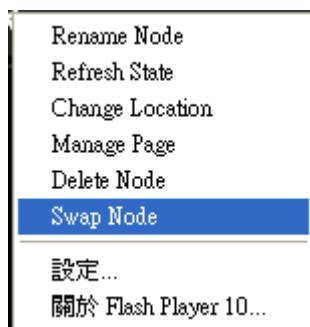 Rename Node
Refresh State
Change Location
Manage Page
Delete Node
Swap Node
設定...
關於 Flash Player 10...